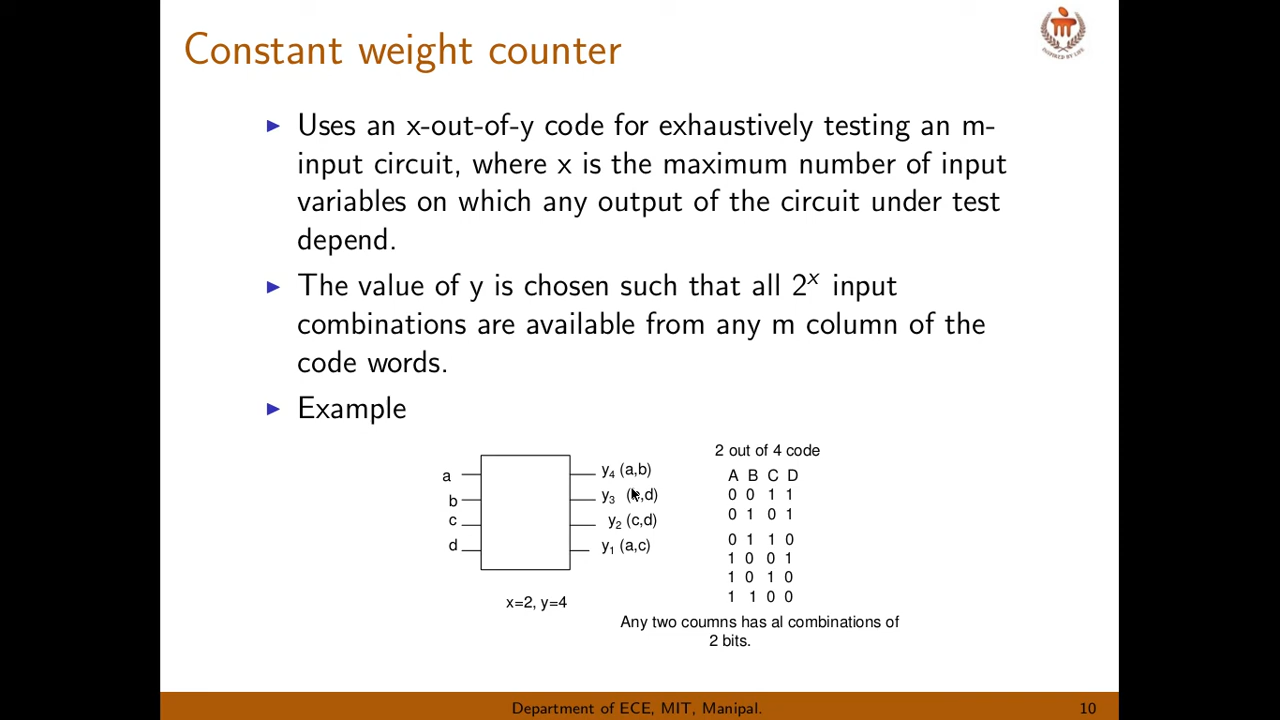 Constant weight counter
Uses an x-out-of-y code for exhaustively testing an m-
input circuit, where x is the maximum number of input
variables on which any output of the circuit under test
depend.
The value of y is chosen such that all 2^x input
combinations are available from any m column of the
code words.
Example
a
b
c
d
y4 (a,b)
y3 ,d)
y2 (c,d)
y1 (a,c)
x=2, y=4
2 out of 4 code
A B C D
0 0 1 1
0 1 0 1
0 1 1 0
1 0 0 1
1 0 1 0
1 1 0 0
Any two coumns has al combinations of
2 bits.
Department of ECE, MIT, Manipal.
10